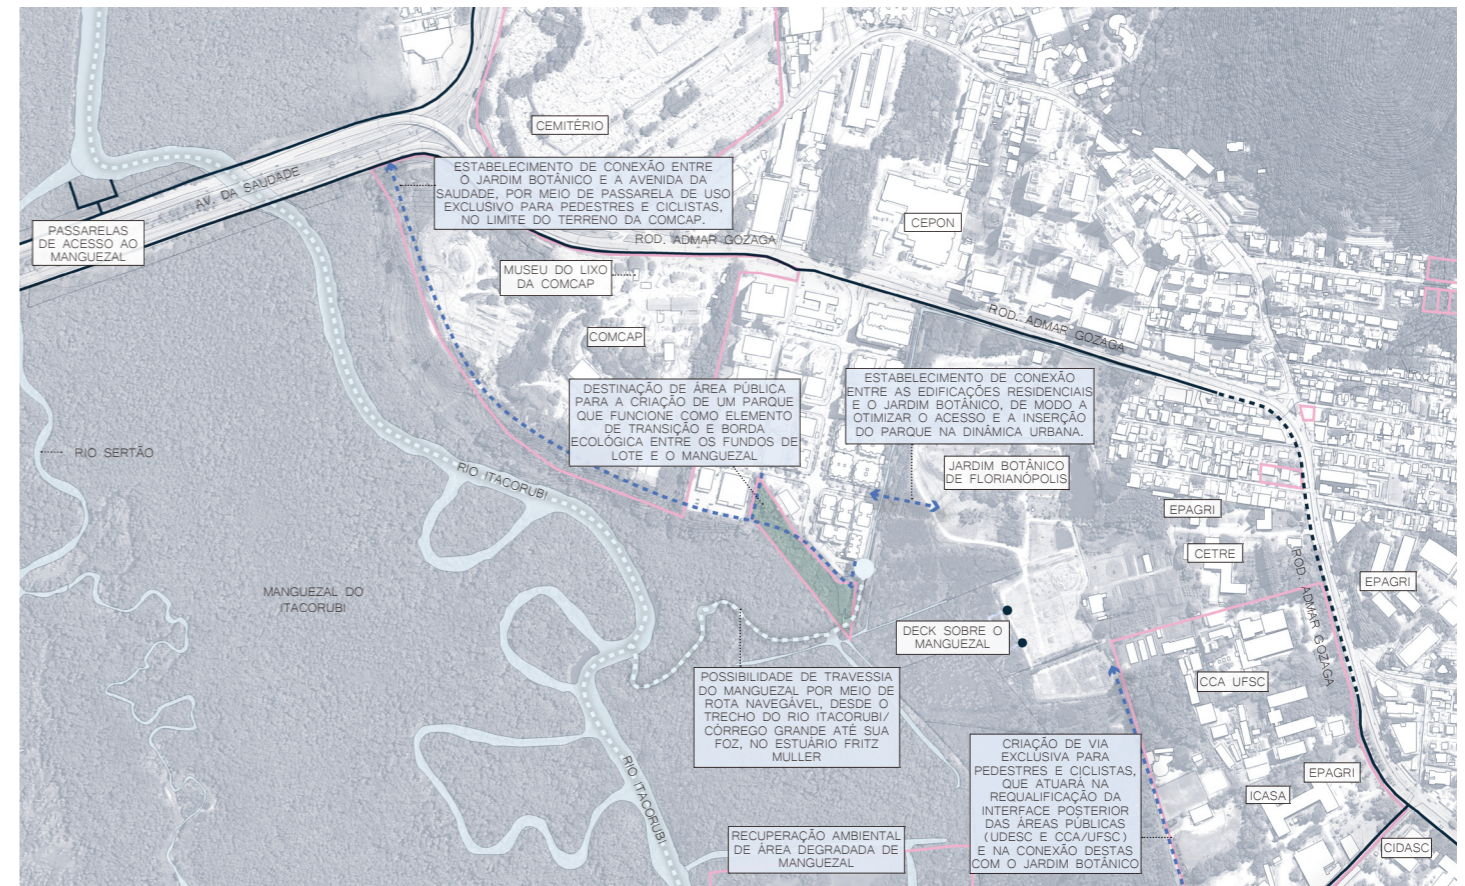 CEMITÉRIO
ESTABELECIMENTO DE CONEXÃO ENTRE
O JARDIM BOTÂNICO E A AVENIDA DA
SAUDADE, POR MEIO DE PASSARELA DE USO
EXCLUSIVO PARA PEDESTRES E CICLISTAS,
NO LIMITE DO TERRENO DA COMCAP.
AV. DA SAUDADE
PASSARELAS
DE ACESSO AO
MANGUEZAL
CEPON
ROD. ADMAR GOZAGA
MUSEU DO LIXO
DA COMCAP
ROD. ADMAR GOZAGA
COMCAP
DESTINAÇÃO DE ÁREA PÚBLICA
PARA A CRIAÇÃO DE UM PARQUE
QUE FUNCIONE COMO ELEMENTO
DE TRANSIÇÃO E BORDA
ECOLÓGICA ENTRE OS FUNDOS DE
LOTE E O MANGUEZAL
ESTABELECIMENTO DE CONEXÃO
ENTRE AS EDIFICAÇÕES RESIDENCIAIS
E O JARDIM BOTÂNICO, DE MODO A
OTIMIZAR O ACESSO E A INSERÇÃO
DO PARQUE NA DINÂMICA URBANA.
RIO SERTÃO
RIO ITACORUBI
JARDIM BOTÂNICO
DE FLORIANÓPOLIS
EPAGRI
CETRE
EPAGRI
ROD. ADMAR GOZAGA
MANGUEZAL DO
ITACORUBI
DECK SOBRE O
MANGUEZAL
POSSIBILIDADE DE TRAVESSIA
DO MANGUEZAL POR MEIO DE
ROTA NAVEGÁVEL, DESDE O
TRECHO DO RIO ITACORUBI/
CÓRREGO GRANDE ATÉ SUA
FOZ, NO ESTUÁRIO FRITZ
MULLER
CCA UFSC
RIO ITACORUBI
CRIAÇÃO DE VIA
EXCLUSIVA PARA
PEDESTRES E CICLISTAS,
QUE ATUARÁ NA
REQUALIFICAÇÃO DA
INTERFACE POSTERIOR
DAS ÁREAS PÚBLICAS
(UDESC E CCA/UFSC)
E NA CONEXÃO DESTAS
COM O JARDIM BOTÂNICO
EPAGRI
ICASA
RECUPERAÇÃO AMBIENTAL
DE ÁREA DEGRADADA DE
MANGUEZAL
CIDASC